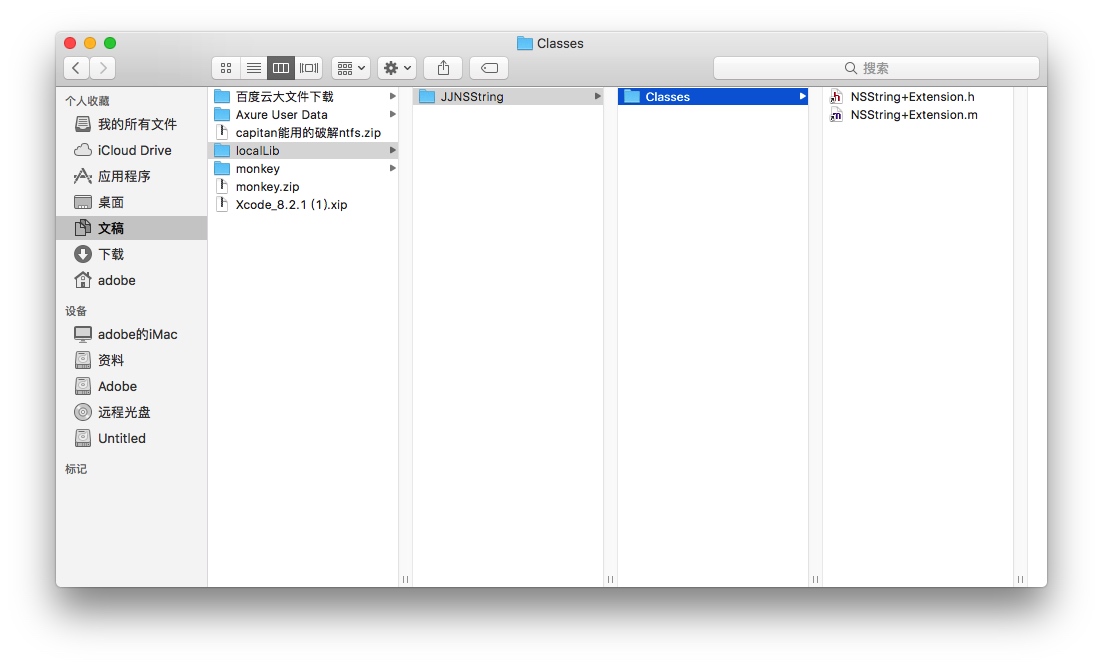 Classes
搜索
个人收藏
我的所有文件
iCloud Drive
应用程序
桌面
文稿
下载
adobe
设备
adobe的iMac
资料
Adobe
远程光盘
Untitled
标记
百度云大文件下载
Axure User Data
capitan能用的破解ntfs.zip
localLib
monkey
monkey.zip
Xcode_8.2.1 (1).xip
JJNSString
Classes
NSString+Extension.h
NSString+Extension.m